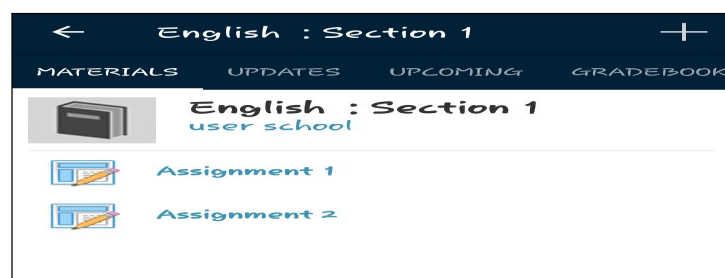 English : Section 1
MATERIALS UPDATES UPCOMING GRADEBOOK
English : Section 1
user school
Assignment 1
Assignment 2